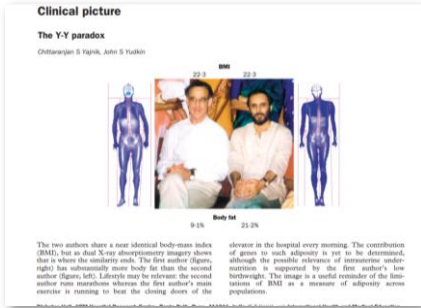 Clinical picture
The Y-Y paradox
Chittaranjan S Yajnik, John S Yudkin
BMI
22·3 22·3
Body fat
9·1% 21·2%
The two authors share a near identical body-mass index
(BMI), but as dual X-ray absorptiometry imagery shows
that is where the similarity ends. The first author (figure,
right) has substantially more body fat than the second
author (figure, left). Lifestyle may be relevant: the second
author runs marathons whereas the first author's main
exercise is running to beat the closing doors of the
elevator in the hospital every morning. The contribution
of genes to such adiposity is yet to be determined,
although the possible relevance of intrauterine under-
nutrition is supported by the first author's low
birthweight. The image is a useful reminder of the limi-
tations of BMI as a measure of adiposity across
populations.